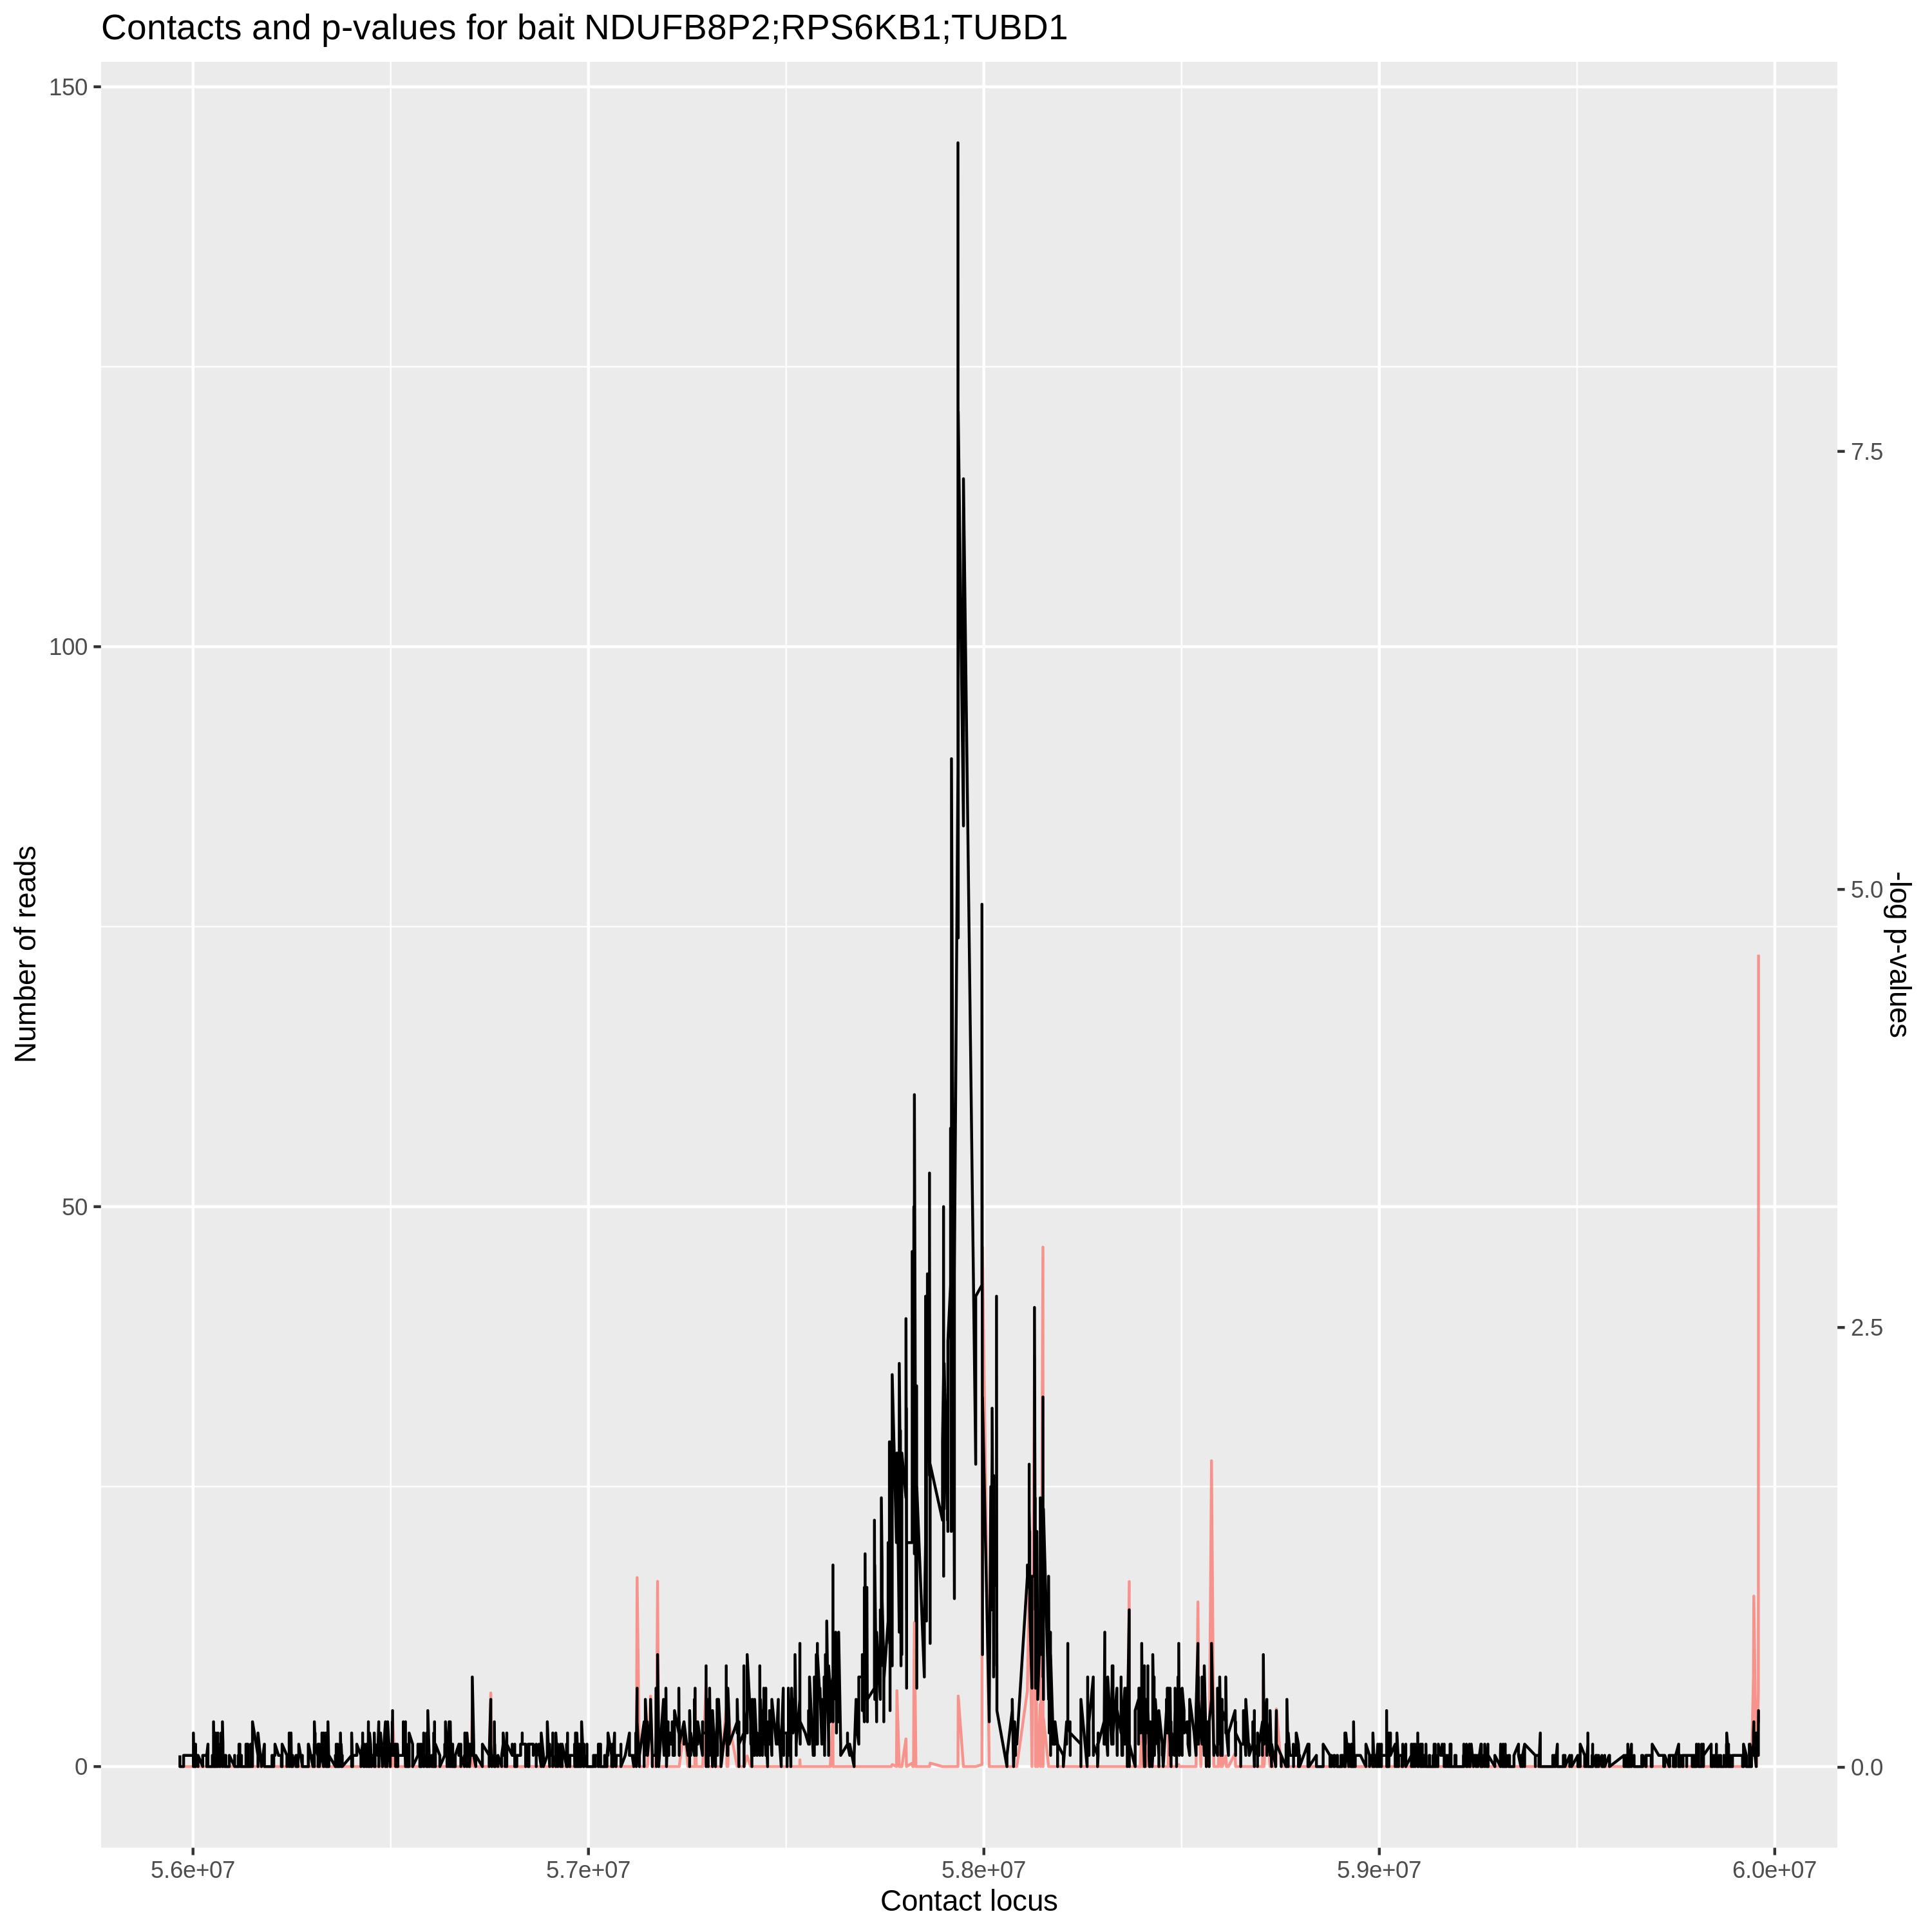 Contacts and p-values for bait NDUFB8P2;RPS6KB1;TUBD1
150
100
50
0
Number of reads
7.5
5.0
2.5
0.0
-log p-values
5.6e+07
5.7e+07
5.8e+07
5.9e+07
6.0e+07
Contact locus